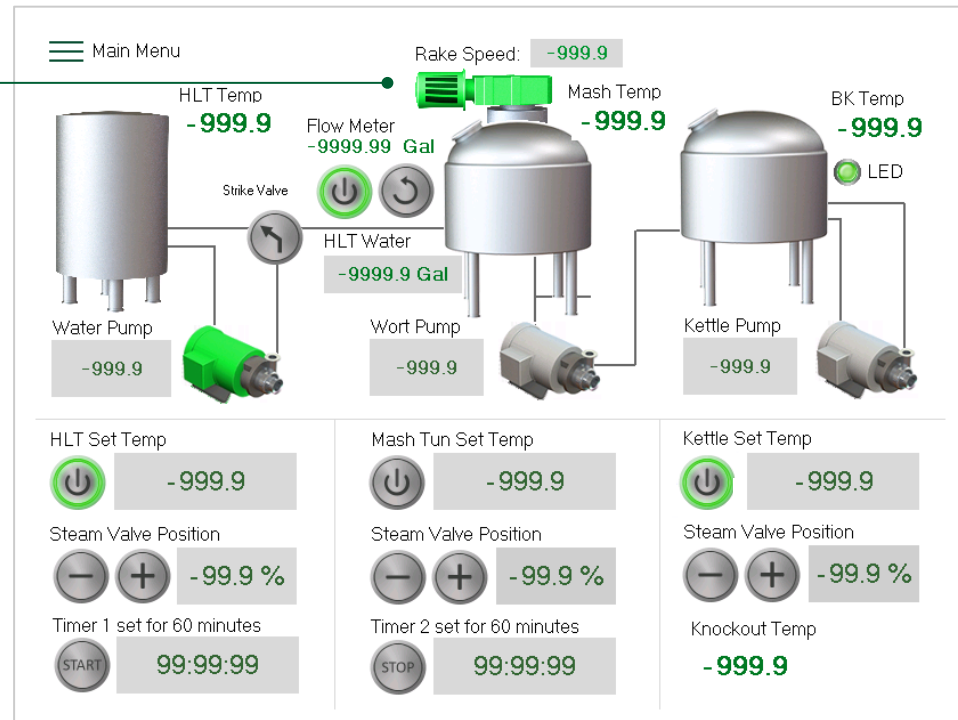 Main Menu
Rake Speed: -999.9
HLT Temp
-999.9
Flow Meter
-9999.99 Gal
Mash Temp
-999.9
BK Temp
-999.9
LED
Strike Valve
HLT Water
-9999.9 Gal
Water Pump
-999.9
Wort Pump
-999.9
Kettle Pump
-999.9
HLT Set Temp
-999.9
Steam Valve Position
-99.9 %
Timer 1 set for 60 minutes
START
99:99:99
Mash Tun Set Temp
-999.9
Steam Valve Position
-99.9 %
Timer 2 set for 60 minutes
STOP
99:99:99
Kettle Set Temp
-999.9
Steam Valve Position
-99.9 %
Knockout Temp
-999.9